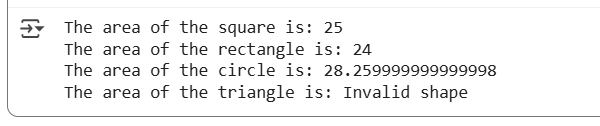 The area of the square is: 25
The area of the rectangle is: 24
The area of the circle is: 28.259999999999998
The area of the triangle is: Invalid shape